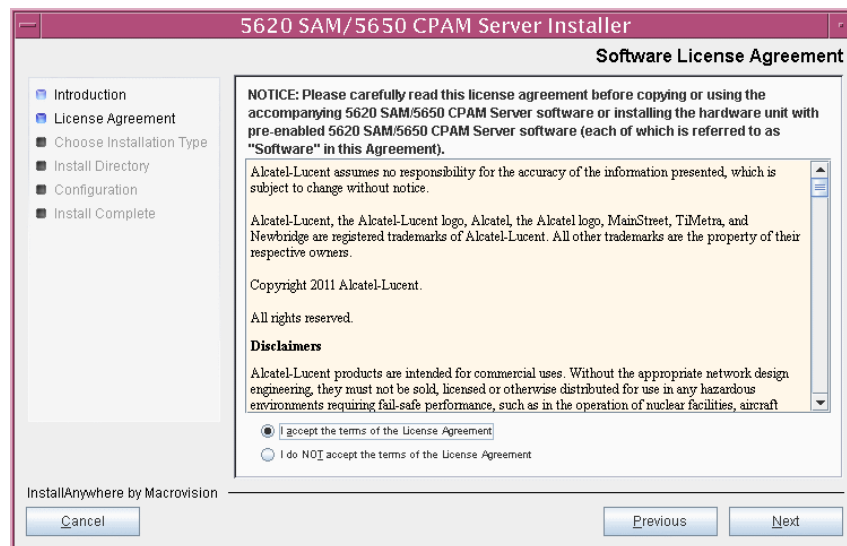 5620 SAM/5650 CPAM Server Installer
Software License Agreement
Introduction
License Agreement
Choose Installation Type
Install Directory
Configuration
Install Complete
NOTICE: Please carefully read this license agreement before copying or using the
accompanying 5620 SAM/5650 CPAM Server software or installing the hardware unit with
pre-enabled 5620 SAM/5650 CPAM Server software (each of which is referred to as
"Software" in this Agreement).
Alcatel-Lucent assumes no responsibility for the accuracy of the information presented, which is
subject to change without notice.
Alcatel-Lucent, the Alcatel-Lucent logo, Alcatel, the Alcatel logo, MainStreet, TiMetra, and
Newbridge are registered trademarks of Alcatel-Lucent. All other trademarks are the property of their
respective owners.
Copyright 2011 Alcatel-Lucent.
All rights reserved.
Disclaimers
Alcatel-Lucent products are intended for commercial uses. Without the appropriate network design
engineering, they must not be sold, licensed or otherwise distributed for use in any hazardous
environments requiring fail-safe performance, such as in the operation of nuclear facilities, aircraft
I accept the terms of the License Agreement
I do NOT accept the terms of the License Agreement
InstallAnywhere by Macrovision
Cancel
Previous
Next